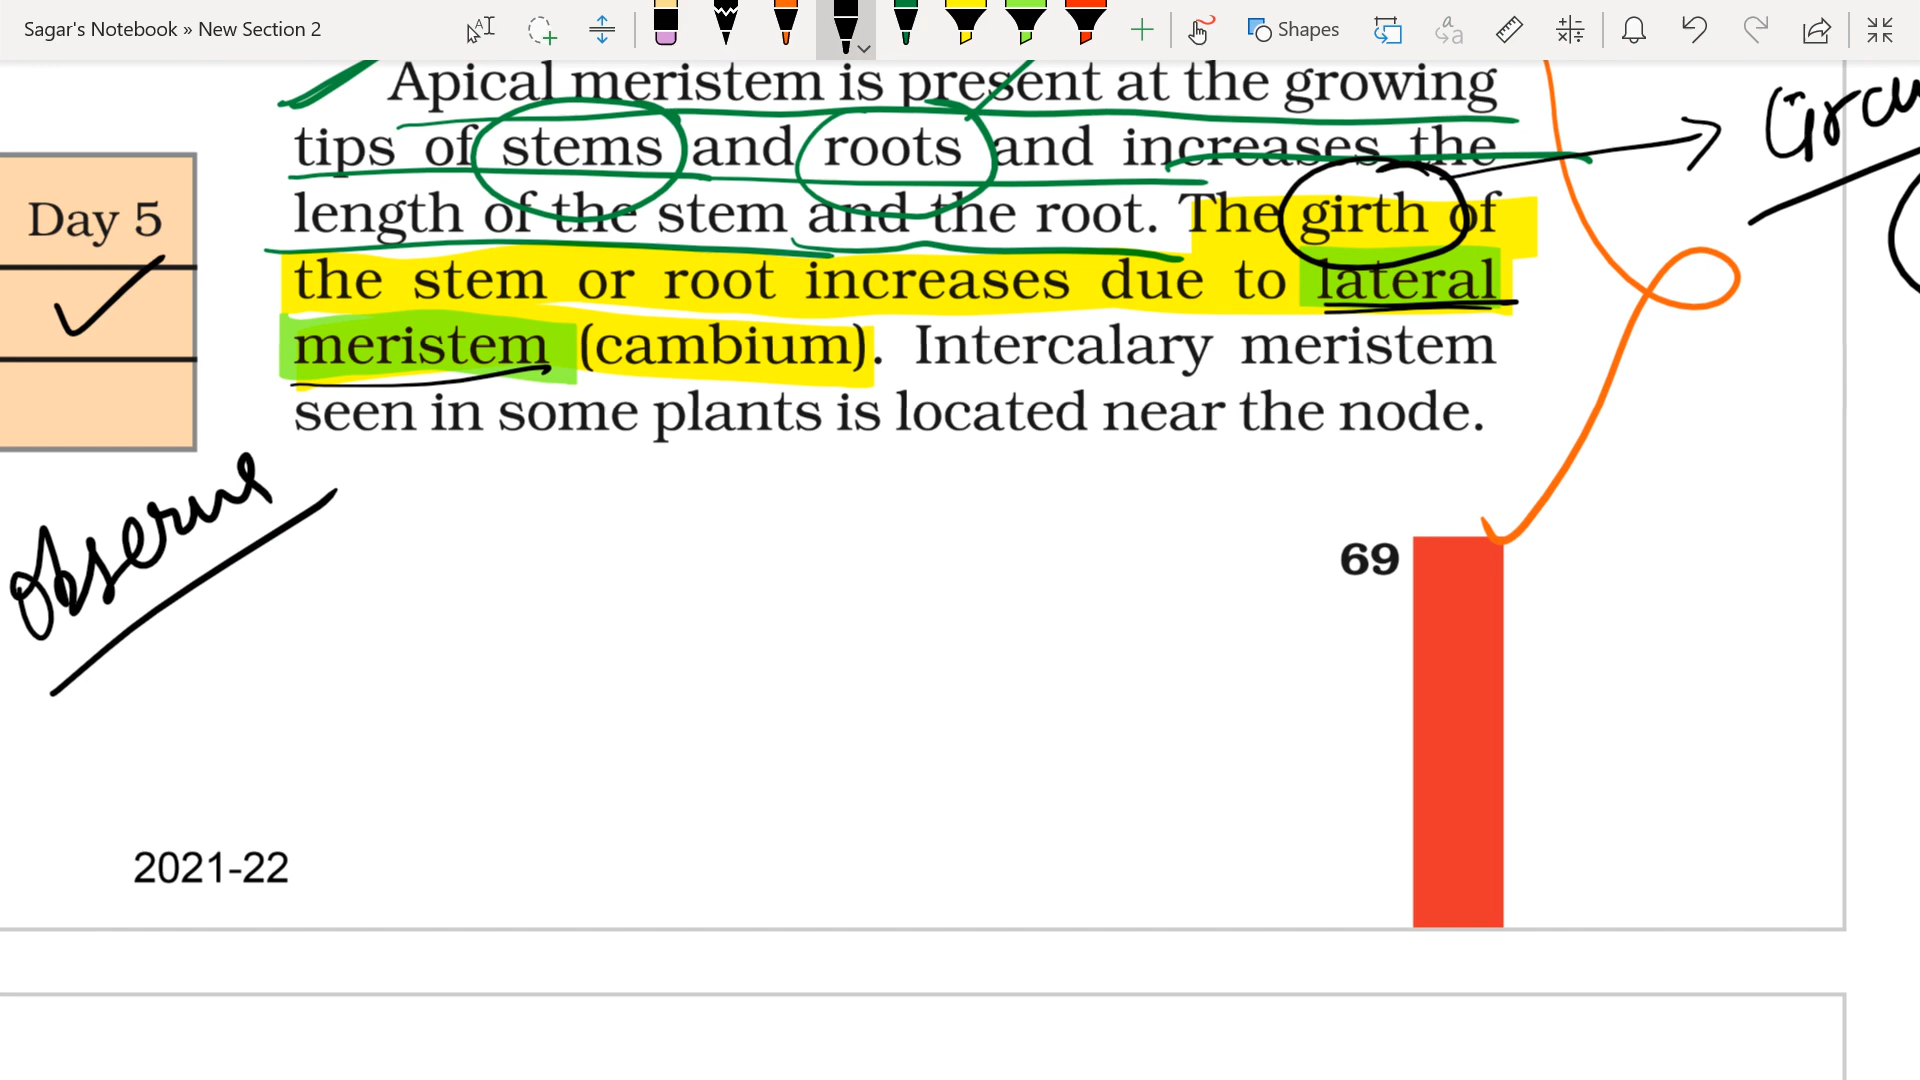 Sagar's Notebook » New Section 2
Shapes
Apical meristem is present at the growing
tips of stems and roots and increases the
length of the stem and the root. The girth of
the stem or root increases due to lateral
meristem (cambium). Intercalary meristem
seen in some plants is located near the node.
Day 5
Observe
69
2021-22